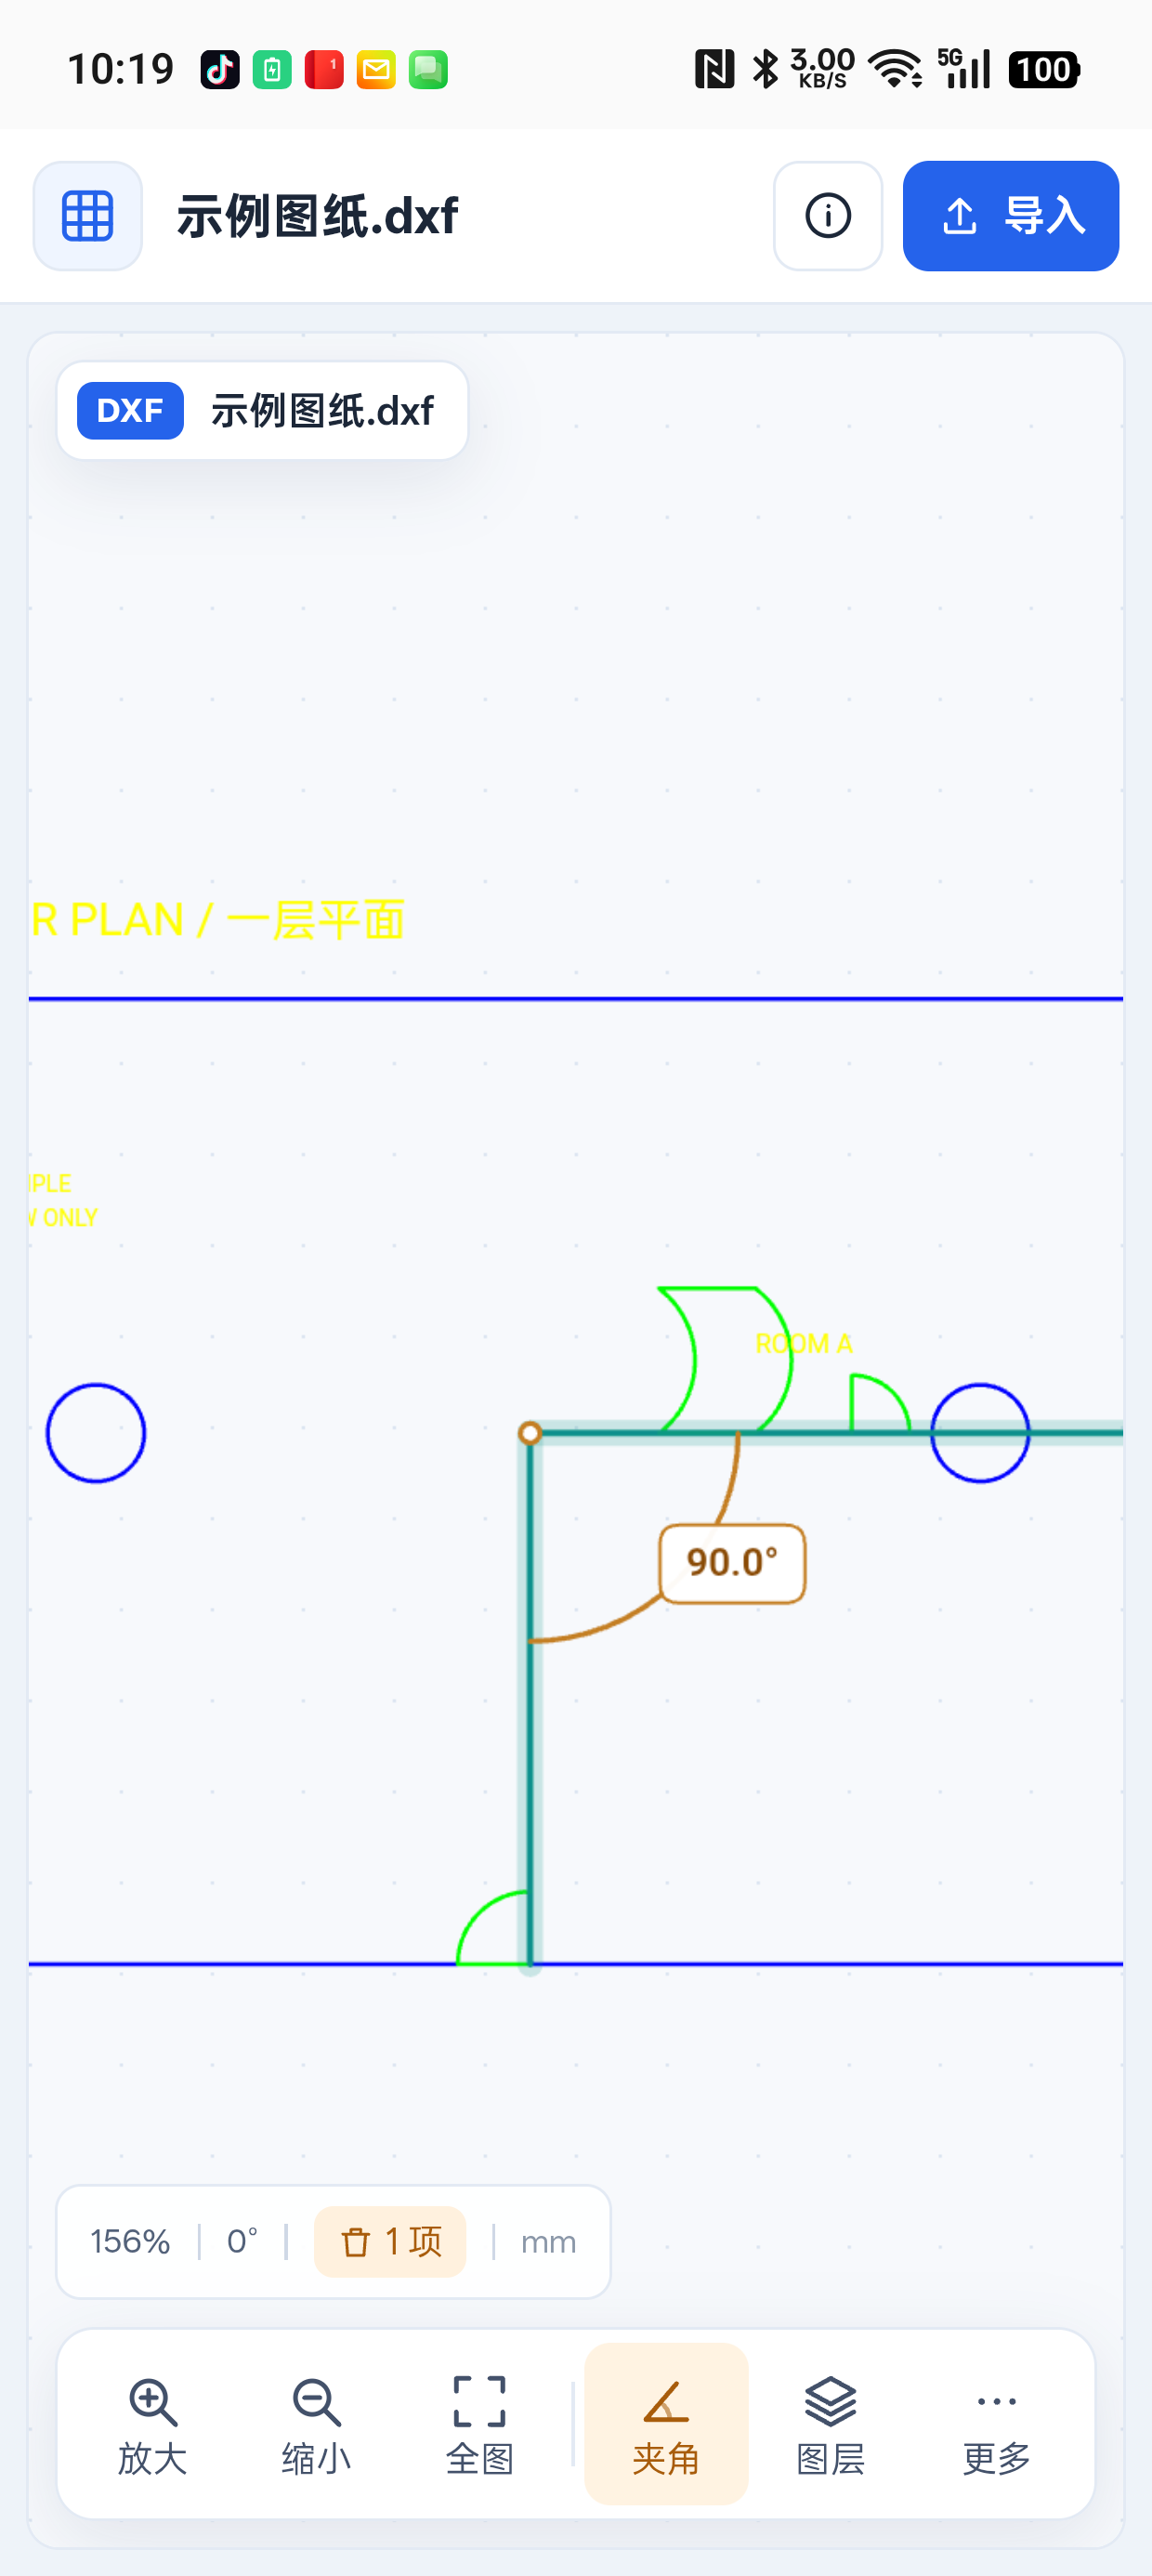 10:19
3.00
KB/S
5G
100
示例图纸.dxf
导入
DXF 示例图纸.dxf
R PLAN / 一层平面
IPLE
ONLY
ROOM A
90.0°
156% 0° 1 项 mm
放大 缩小 全图 夹角 图层 更多